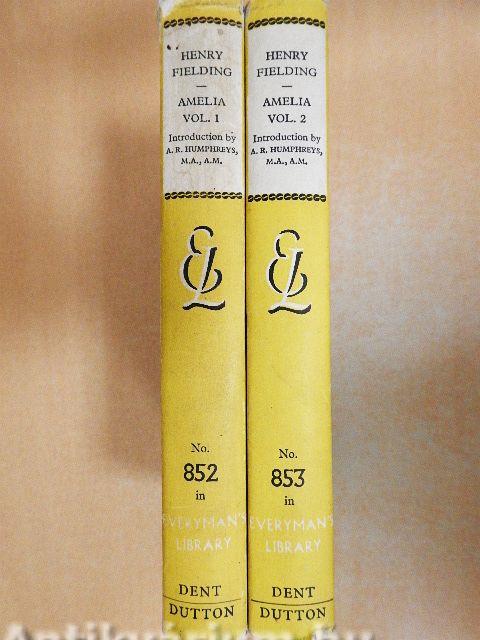 HENRY
FIELDING
—
AMELIA
VOL. 1
Introduction by
A. R. HUMPHREYS,
M.A., A.M.
EL
No.
852
in
EVERYMAN'S
LIBRARY
DENT
DUTTON
HENRY
FIELDING
—
AMELIA
VOL. 2
Introduction by
A. R. HUMPHREYS,
M.A., A.M.
EL
No.
853
in
EVERYMAN'S
LIBRARY
DENT
DUTTON